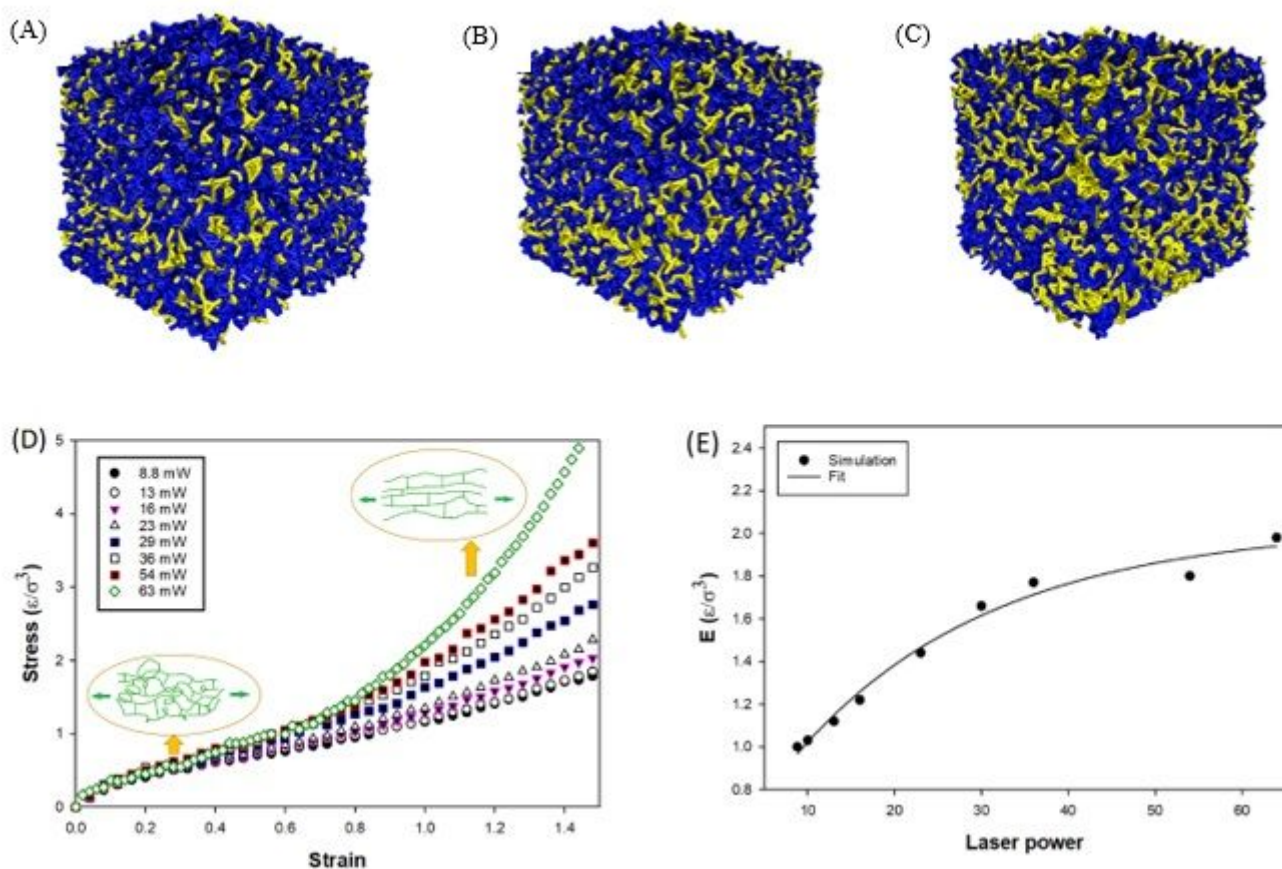 (A)
(B)
(C)
(D)
5
4
3
2
1
0
Stress (ε/σ³)
8.8 mW
13 mW
16 mW
23 mW
29 mW
36 mW
54 mW
63 mW
0.0 0.2 0.4 0.6 0.8 1.0 1.2 1.4
Strain
(E)
2.4
2.2
2.0
1.8
1.6
1.4
1.2
1.0
0.8
E (ε/σ³)
Simulation
Fit
10 20 30 40 50 60
Laser power